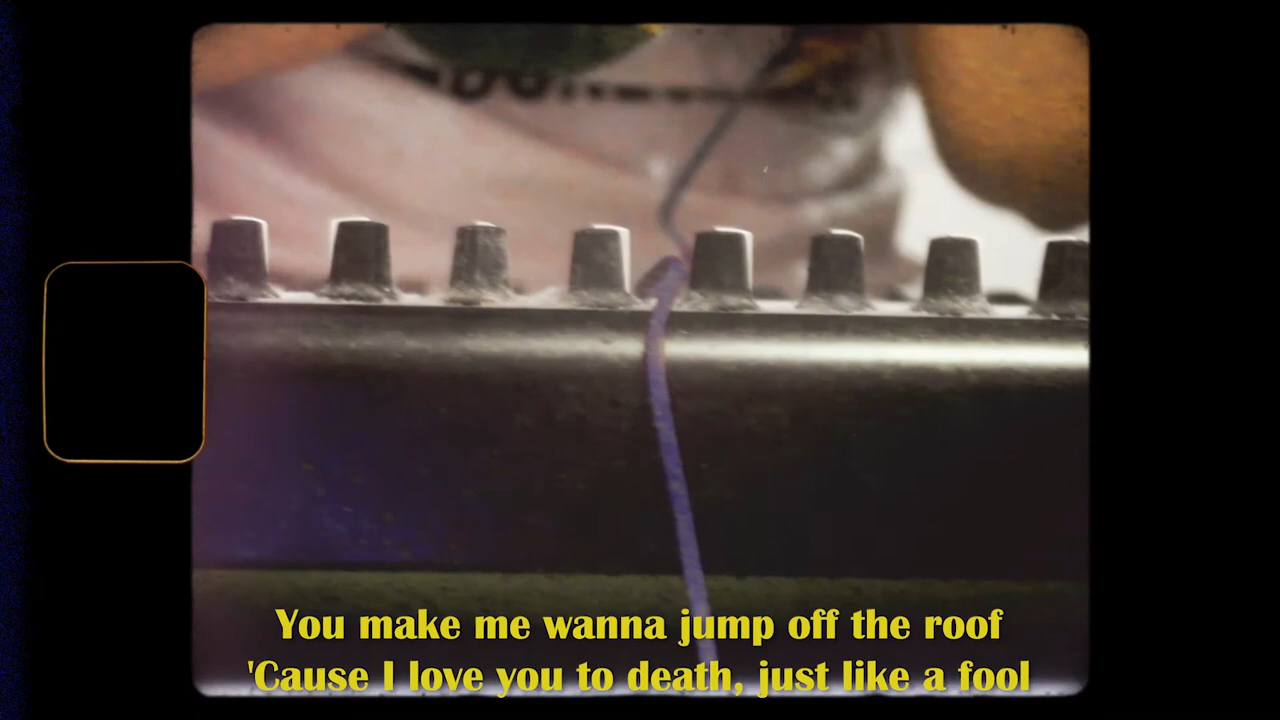 You make me wanna jump off the roof
'Cause I love you to death, just like a fool